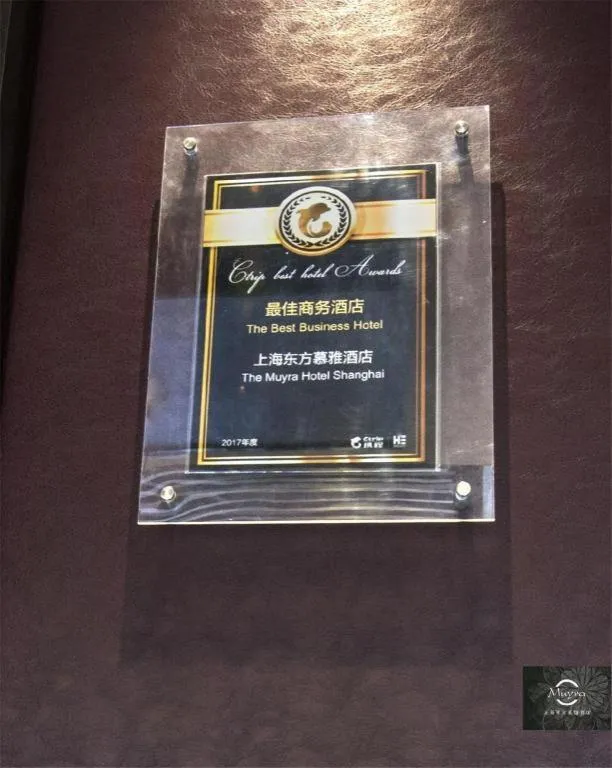 Ctrip best hotel Awards
最佳商务酒店
The Best Business Hotel
上海东方慕雅酒店
The Muyra Hotel Shanghai
2017年度
Ctrip
携程
Muyra